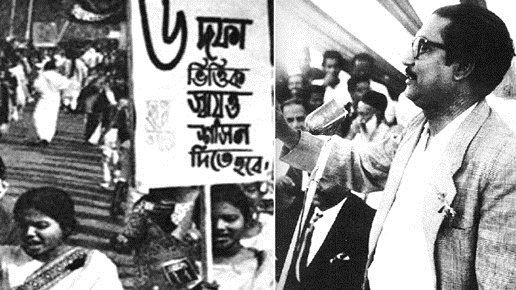 ৬ দফা
ভিত্তিক
স্বায়ত্ত
শাসন
দিতে হবে!